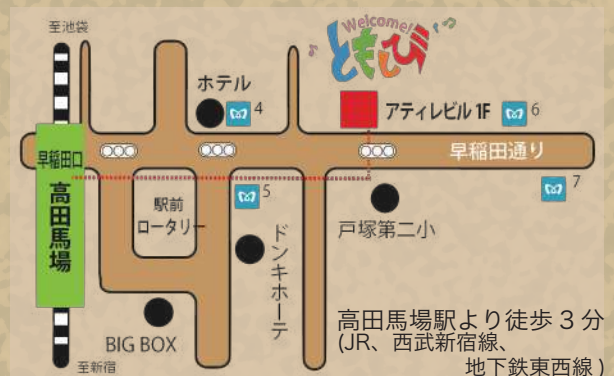 至池袋
Welcome!
ともしび
ホテル
4
アティレビル 1F
6
早稲田口
早稲田通り
高田馬場
5
7
駅前
ロータリー
戸塚第二小
ドンキホーテ
BIG BOX
高田馬場駅より徒歩 3 分
(JR、西武新宿線、
地下鉄東西線 )
至新宿